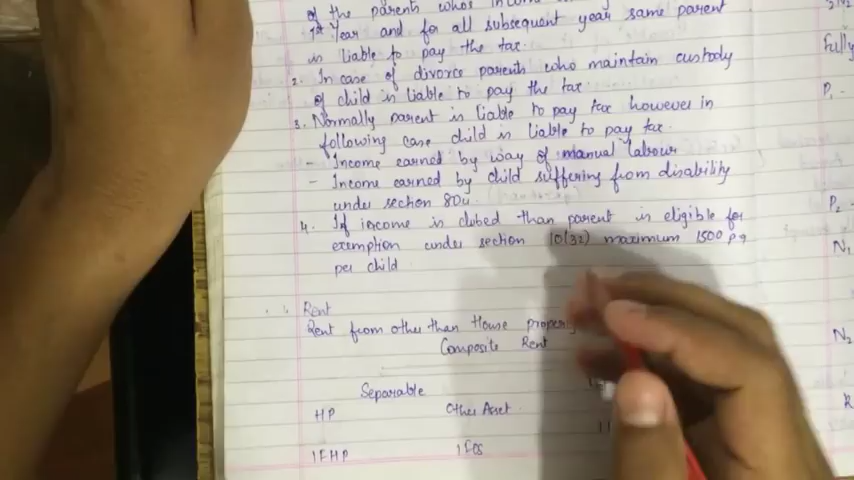 of the parents whos income
1st Year and for all subsequent year same parent
is liable to pay the tax.
2. In case of divorce parents who maintain custody
of child is liable to pay the tax.
3. Normally parent is liable to pay tax however in
following case child is liable to pay tax.
- Income earned by way of manual labour
- Income earned by child suffering from disability
under section 80u.
4. If income is clubed than parent is eligible for
exemption under section 10(32) maximum 1500 p.a
per child
Rent
Rent from other than House property
Composite Rent
Separable
HP Other Asset
IFHP IFOS
Fully
P1 -
P2 -
N1
N2